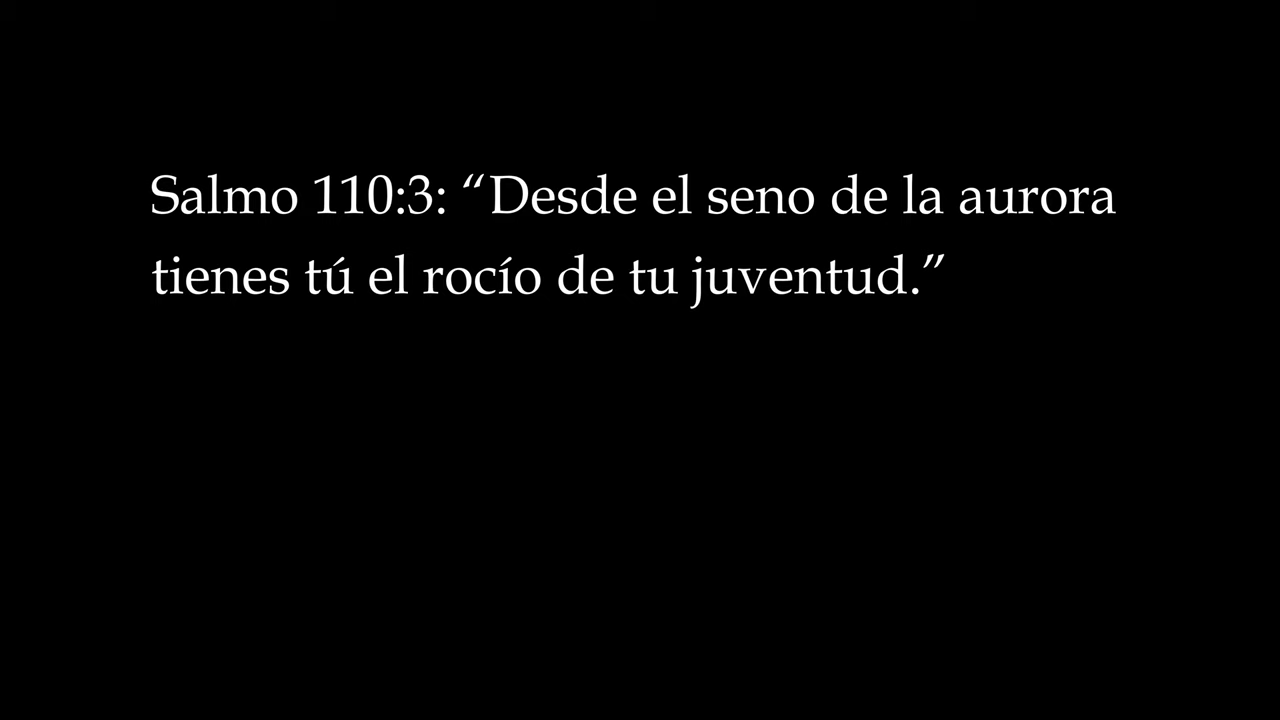 Salmo 110:3: “Desde el seno de la aurora
tienes tú el rocío de tu juventud.”